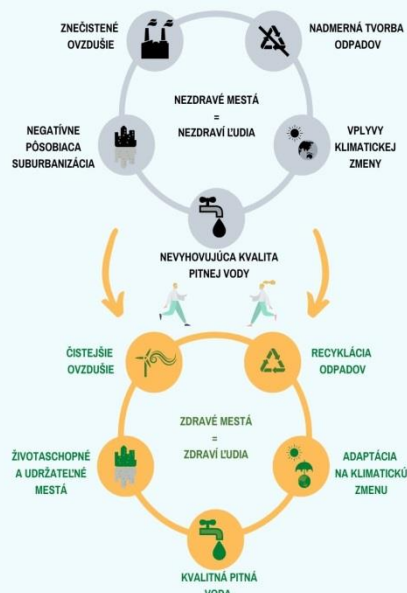 ZNEČISTENÉ
OVZDUŠIE
NADMERNÁ TVORBA
ODPADOV
NEZDRAVÉ MESTÁ
=
NEZDRAVÍ ĽUDIA
NEGATÍVNE
PÔSOBIACA
SUBURBANIZÁCIA
VPLYVY
KLIMATICKEJ
ZMENY
NEVYHOVUJÚCA KVALITA
PITNEJ VODY
ČISTEJŠIE
OVZDUŠIE
RECYKLÁCIA
ODPADOV
ZDRAVÉ MESTÁ
=
ZDRAVÍ ĽUDIA
ŽIVOTASCHOPNÉ
A UDRŽATEĽNÉ
MESTÁ
ADAPTÁCIA
NA KLIMATICKÚ
ZMENU
KVALITNÁ PITNÁ
VODA